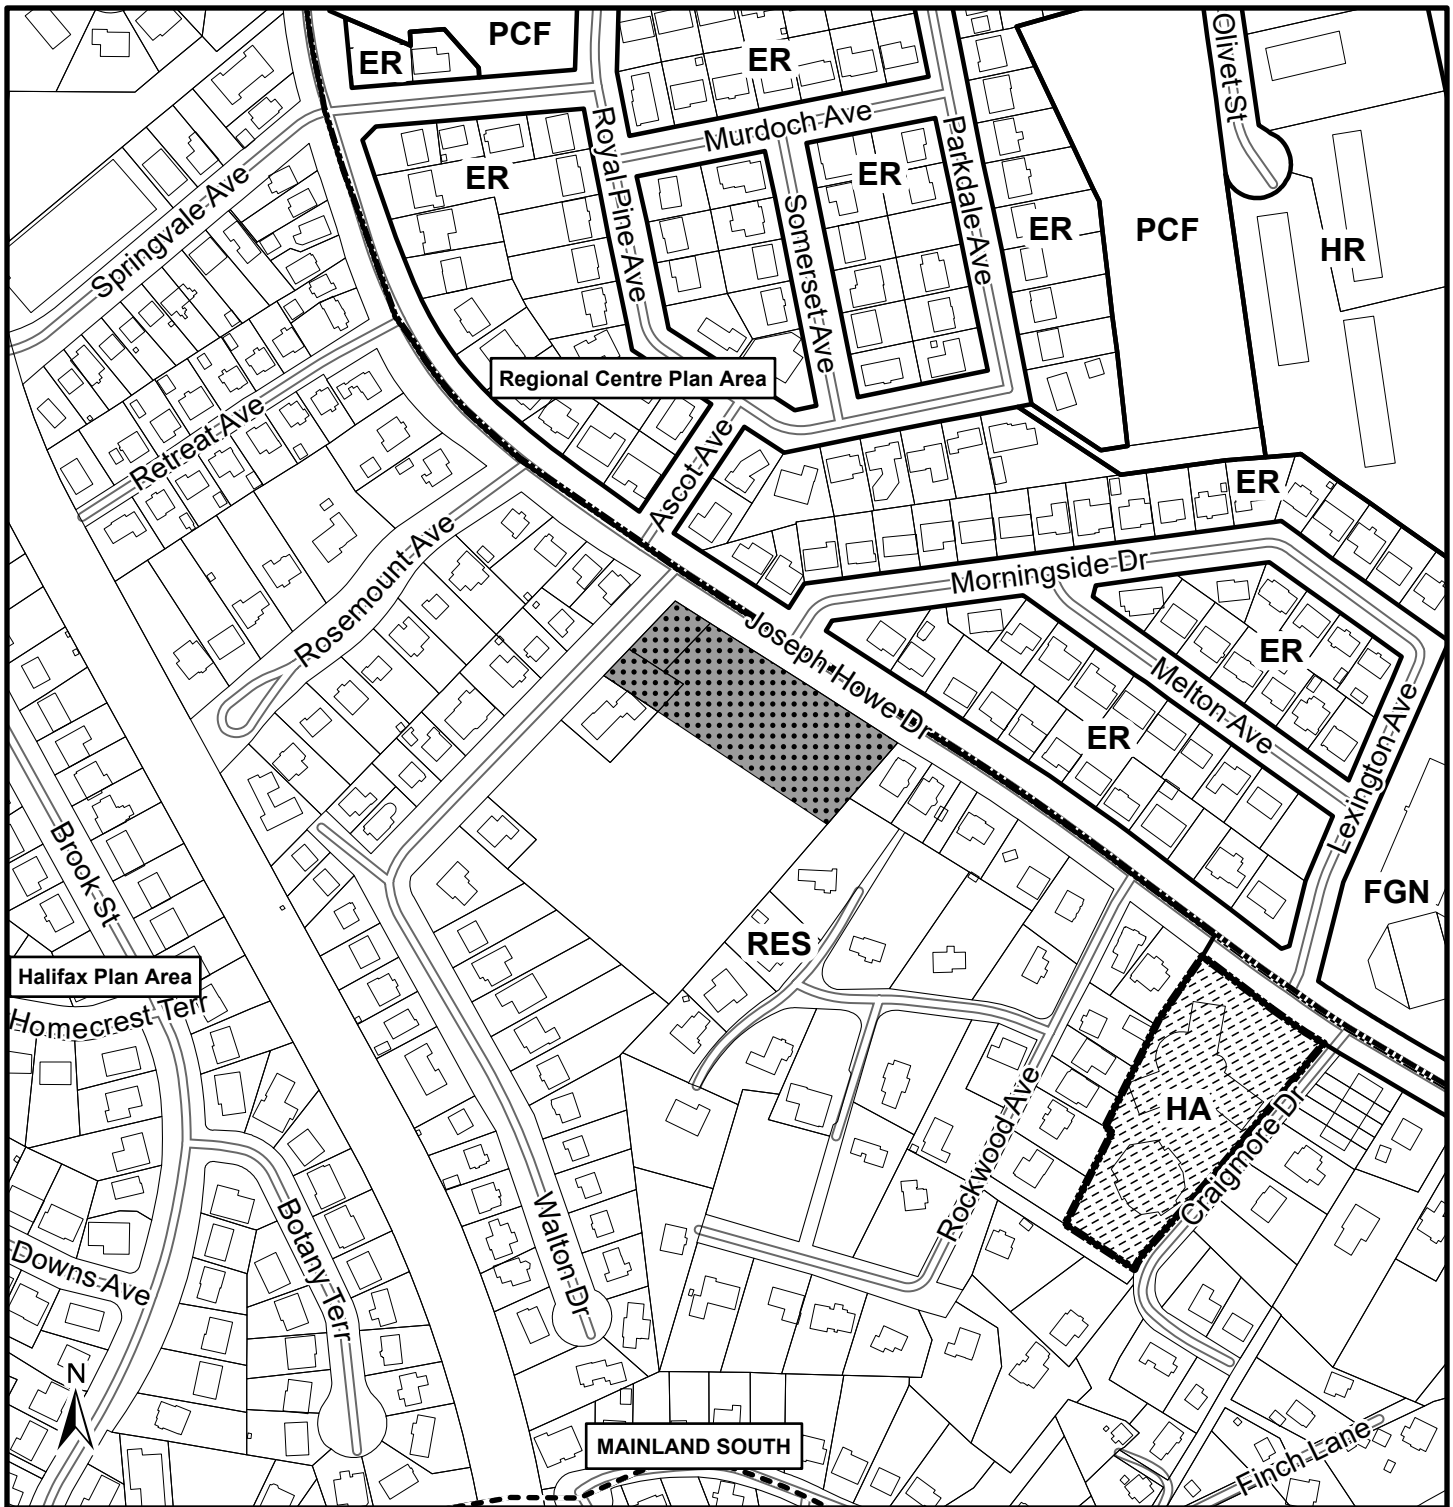 PCF
ER
ER
Olivet St
Murdoch Ave
Royal Pine Ave
Parkdale Ave
ER
ER
Springvale Ave
Somerset Ave
ER
PCF
HR
Regional Centre Plan Area
Retreat Ave
Ascot Ave
ER
Rosemount Ave
Morningside Dr
Joseph Howe Dr
ER
Melton Ave
ER
Lexington Ave
Brook St
FGN
RES
Halifax Plan Area
Homecrest Terr
HA
Rockwood Ave
Craigmore Dr
Walton Dr
Botany Terr
Downs Ave
N
MAINLAND SOUTH
Finch Lane